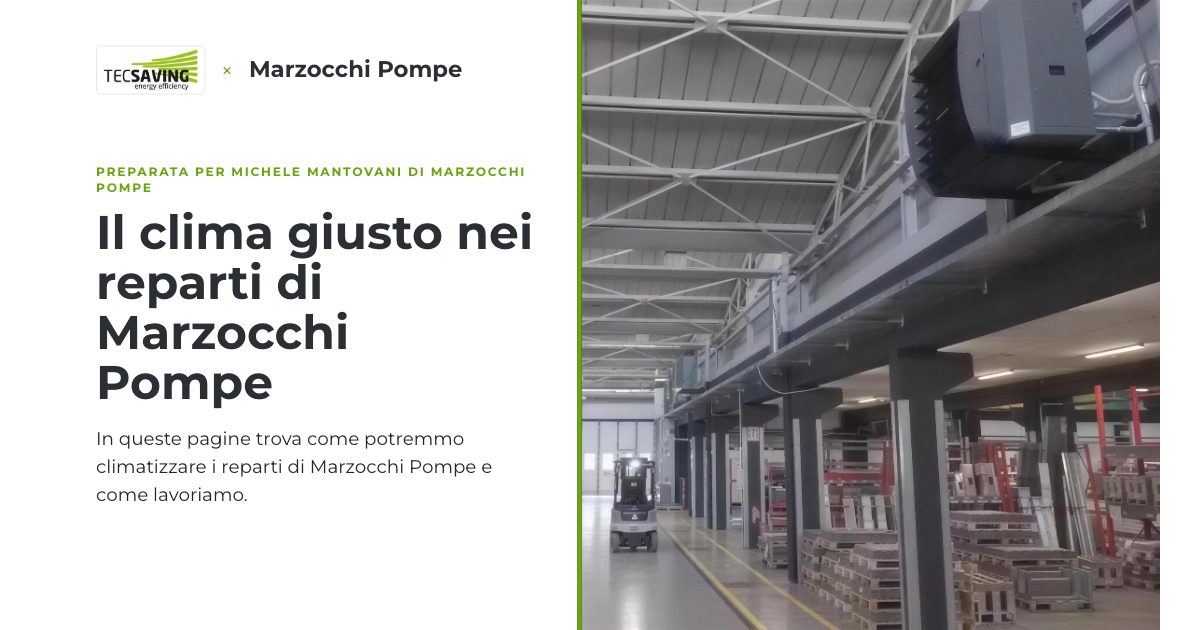 TECSAVING
energy efficiency
× Marzocchi Pompe
PREPARATA PER MICHELE MANTOVANI DI MARZOCCHI
POMPE
Il clima giusto nei
reparti di
Marzocchi
Pompe
In queste pagine trova come potremmo
climatizzare i reparti di Marzocchi Pompe e
come lavoriamo.